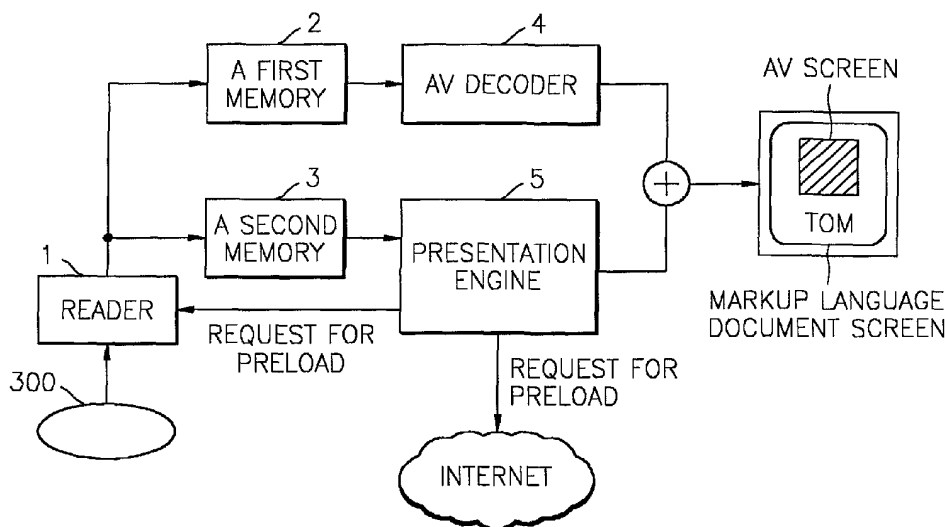 2
A FIRST
MEMORY
4
AV DECODER
AV SCREEN
TOM
MARKUP LANGUAGE
DOCUMENT SCREEN
3
A SECOND
MEMORY
5
PRESENTATION
ENGINE
1
READER
REQUEST FOR
PRELOAD
300
REQUEST FOR
PRELOAD
INTERNET